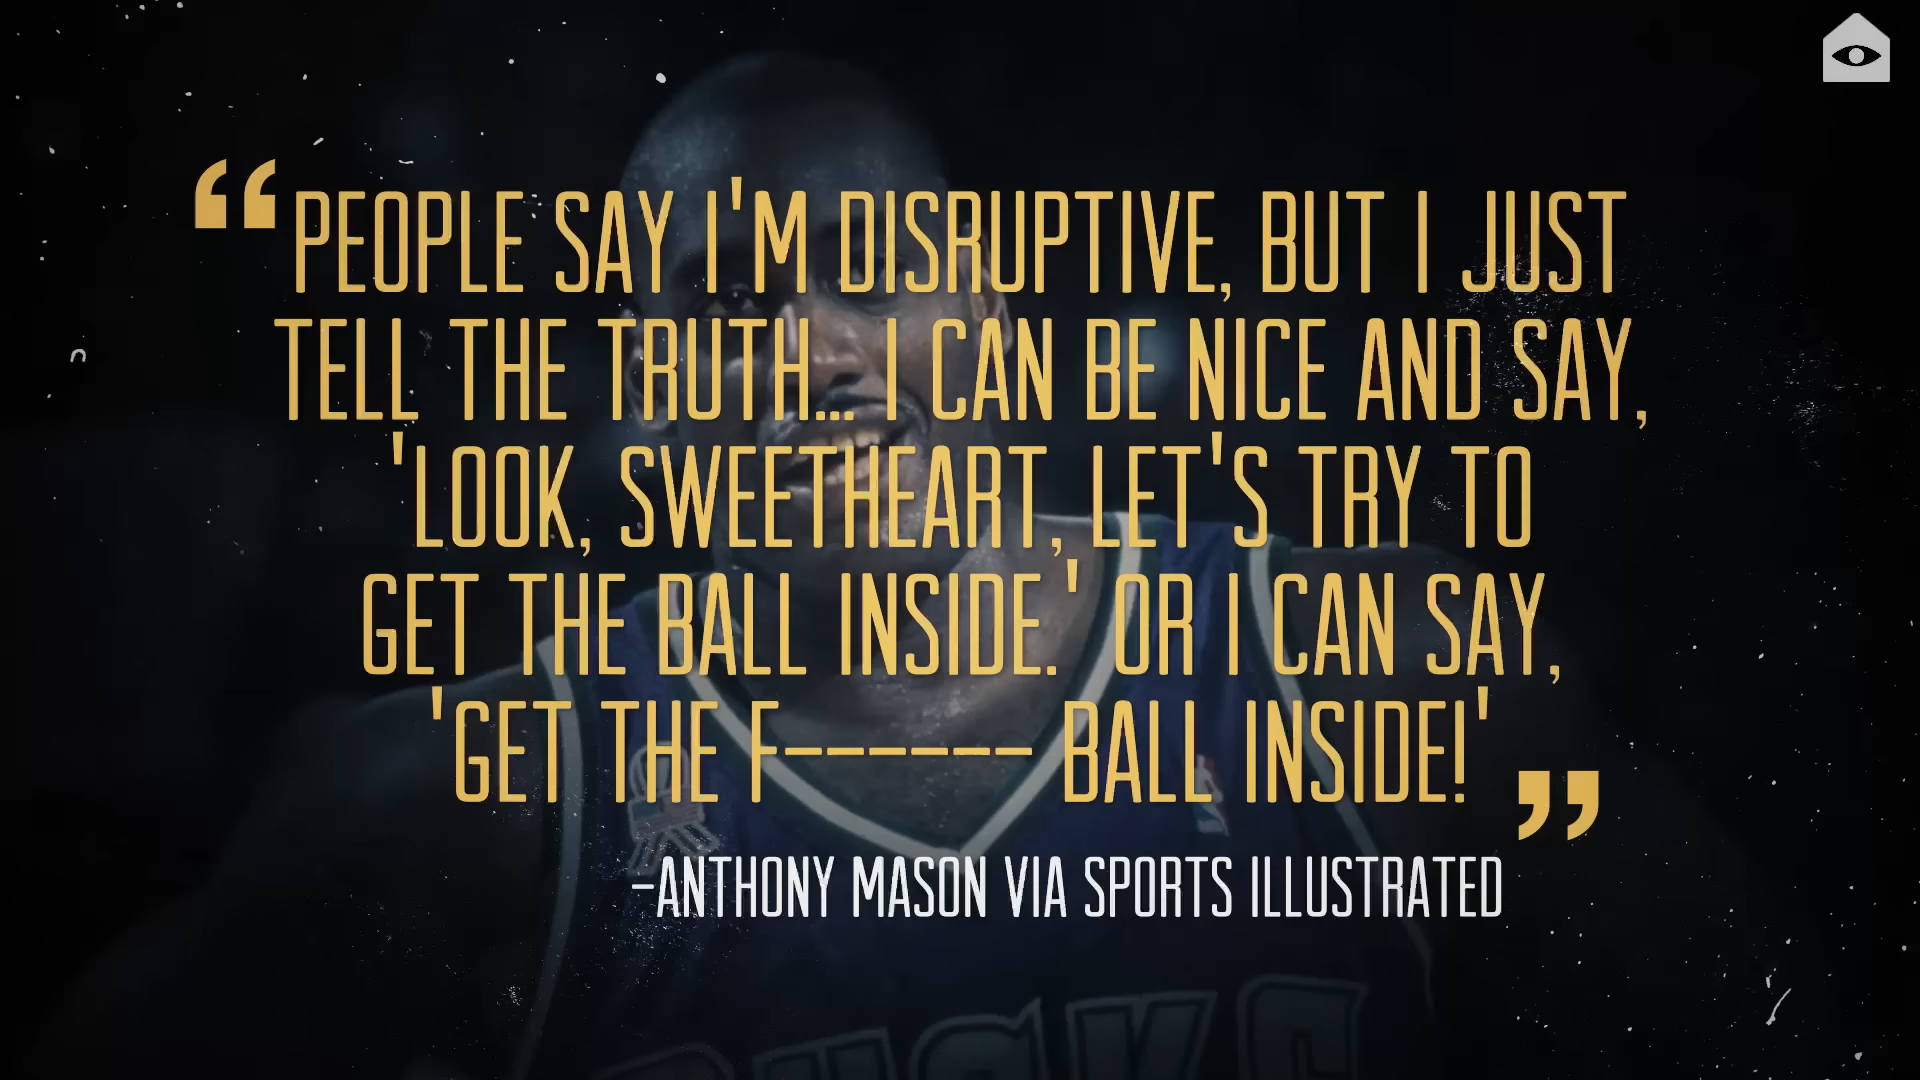 “PEOPLE SAY I'M DISRUPTIVE, BUT I JUST
TELL THE TRUTH... I CAN BE NICE AND SAY,
'LOOK, SWEETHEART, LET'S TRY TO
GET THE BALL INSIDE.' OR I CAN SAY,
'GET THE F------ BALL INSIDE!'”
-ANTHONY MASON VIA SPORTS ILLUSTRATED
BUCKS